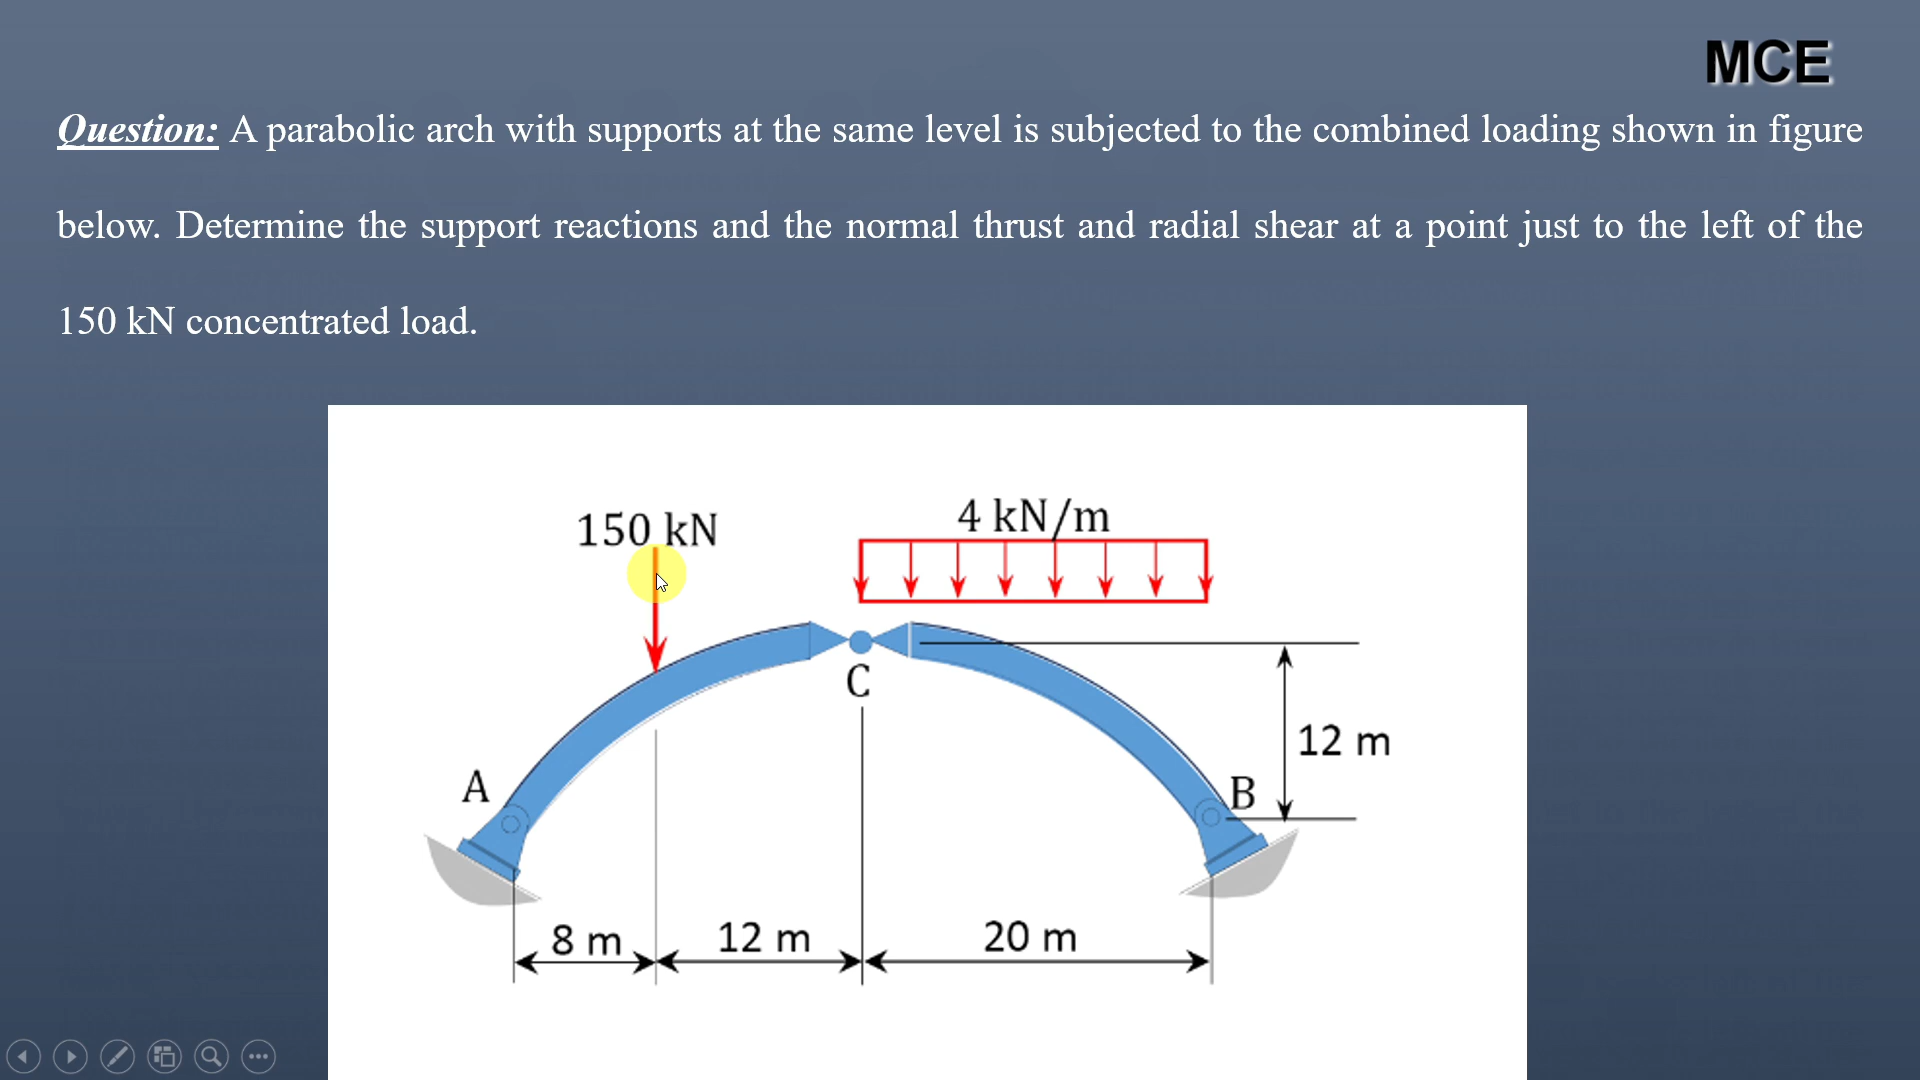 MCE
Question: A parabolic arch with supports at the same level is subjected to the combined loading shown in figure
below. Determine the support reactions and the normal thrust and radial shear at a point just to the left of the
150 kN concentrated load.
150 kN
4 kN/m
C
12 m
A
B
8 m
12 m
20 m